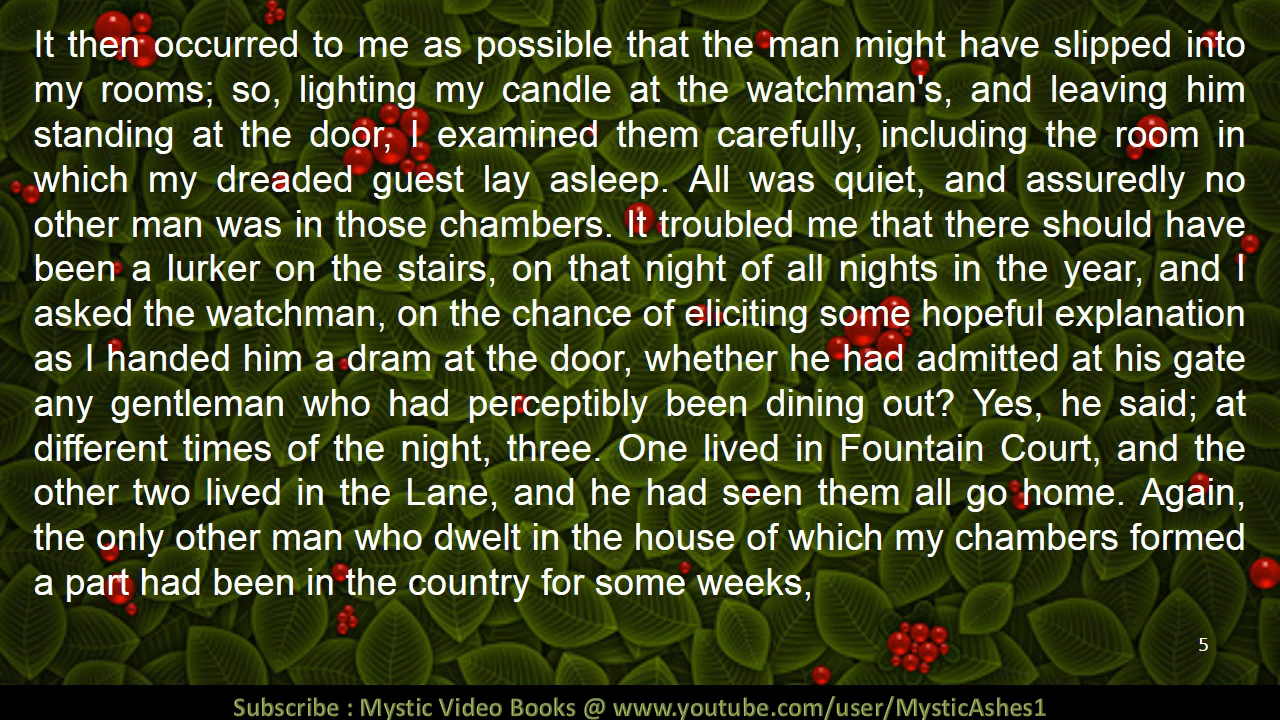 It then occurred to me as possible that the man might have slipped into
my rooms; so, lighting my candle at the watchman's, and leaving him
standing at the door, I examined them carefully, including the room in
which my dreaded guest lay asleep. All was quiet, and assuredly no
other man was in those chambers. It troubled me that there should have
been a lurker on the stairs, on that night of all nights in the year, and I
asked the watchman, on the chance of eliciting some hopeful explanation
as I handed him a dram at the door, whether he had admitted at his gate
any gentleman who had perceptibly been dining out? Yes, he said; at
different times of the night, three. One lived in Fountain Court, and the
other two lived in the Lane, and he had seen them all go home. Again,
the only other man who dwelt in the house of which my chambers formed
a part had been in the country for some weeks,
5
Subscribe : Mystic Video Books @ www.youtube.com/user/MysticAshes1